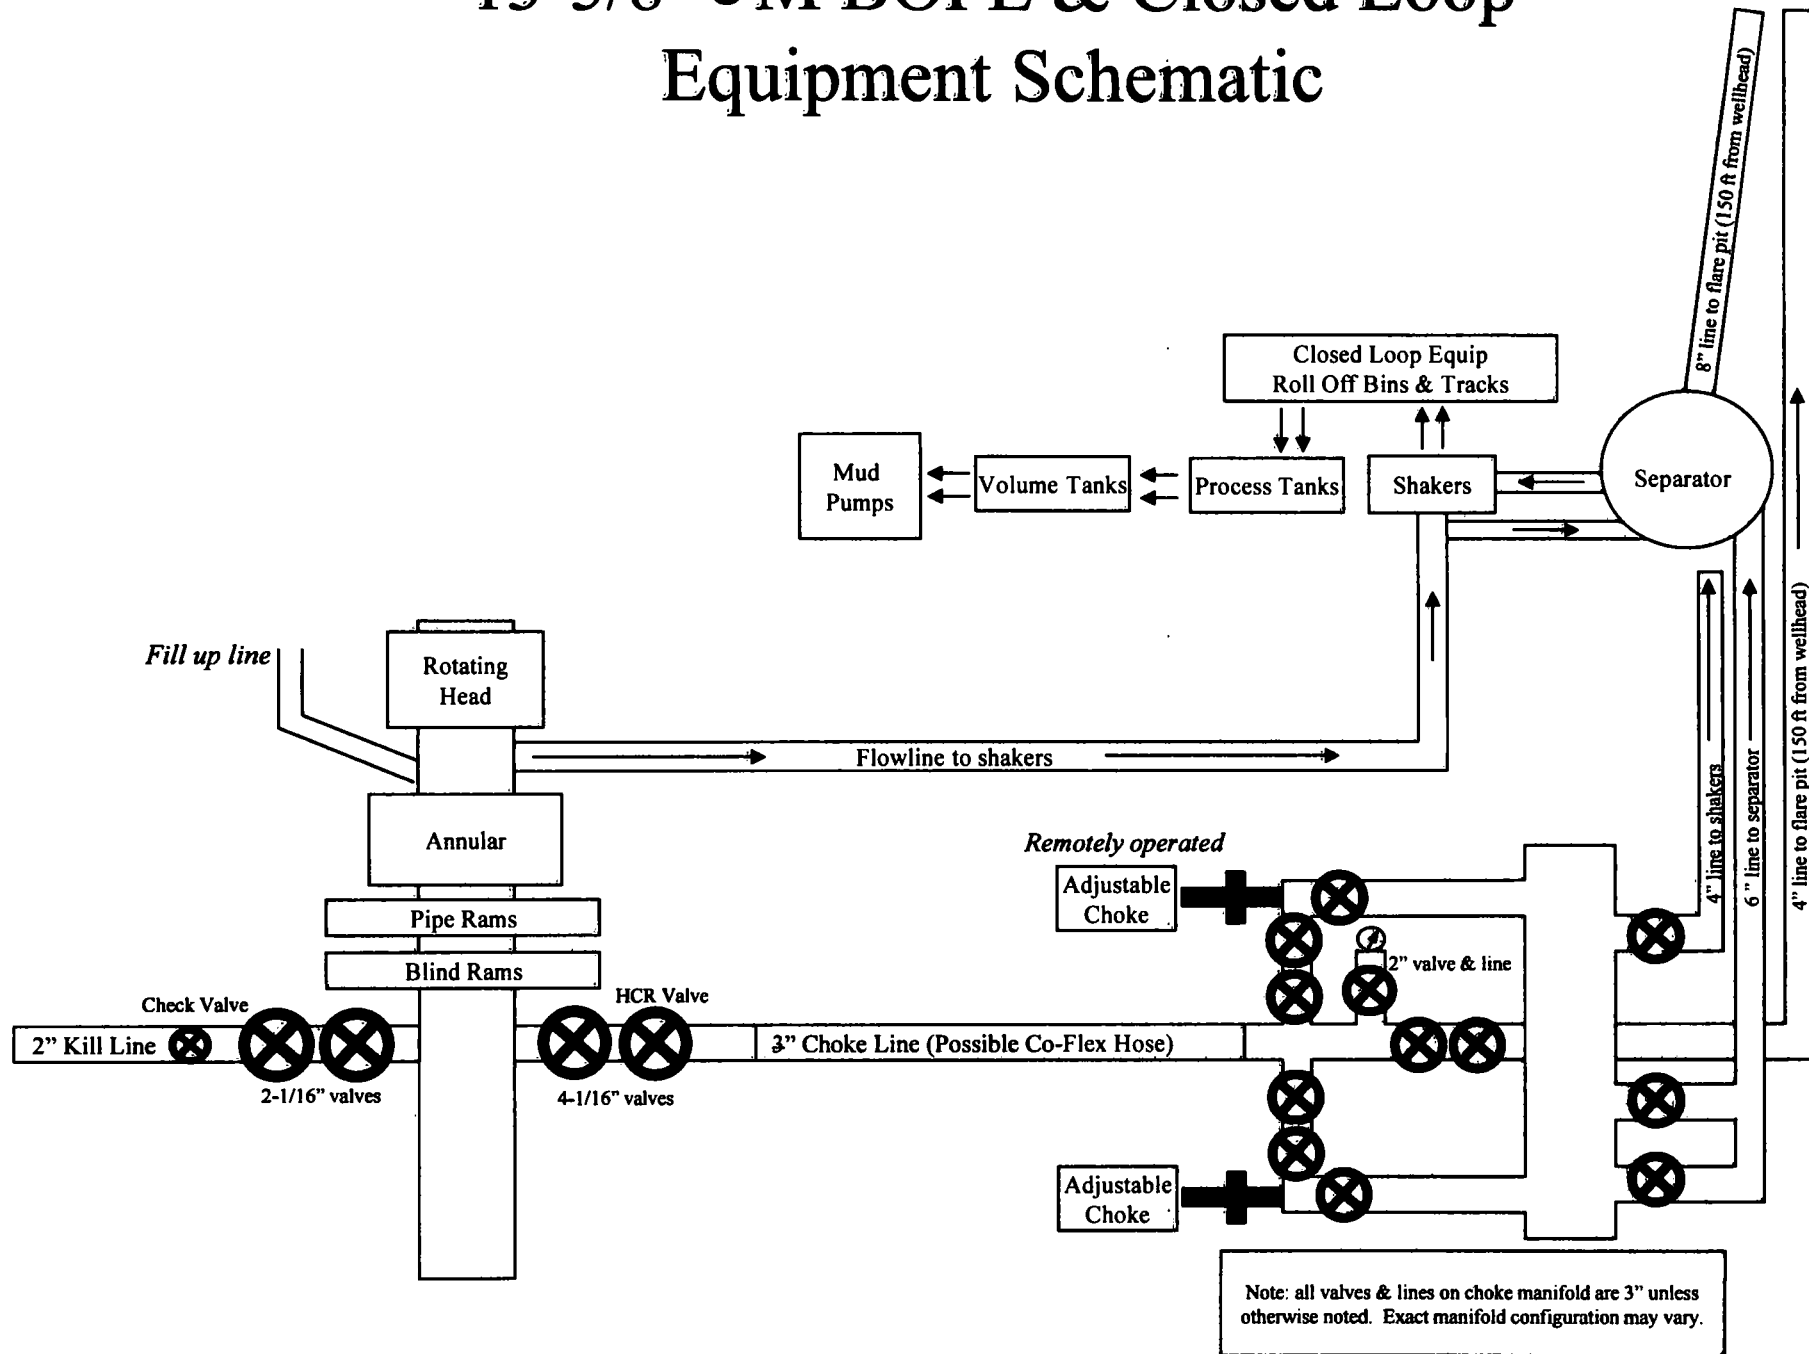 M BOPE & Closed Loop
Equipment Schematic
8” line to flare pit (150 ft from wellhead)
Closed Loop Equip
Roll Off Bins & Tracks
Mud
Pumps
Volume Tanks
Process Tanks
Shakers
Separator
Fill up line
Rotating
Head
Flowline to shakers
Annular
Pipe Rams
Blind Rams
Remotely operated
Adjustable
Choke
2” valve & line
4” line to shakers
6” line to separator
4” line to flare pit (150 ft from wellhead)
Check Valve
HCR Valve
2” Kill Line
3” Choke Line (Possible Co-Flex Hose)
2-1/16” valves
4-1/16” valves
Adjustable
Choke
Note: all valves & lines on choke manifold are 3” unless
otherwise noted. Exact manifold configuration may vary.